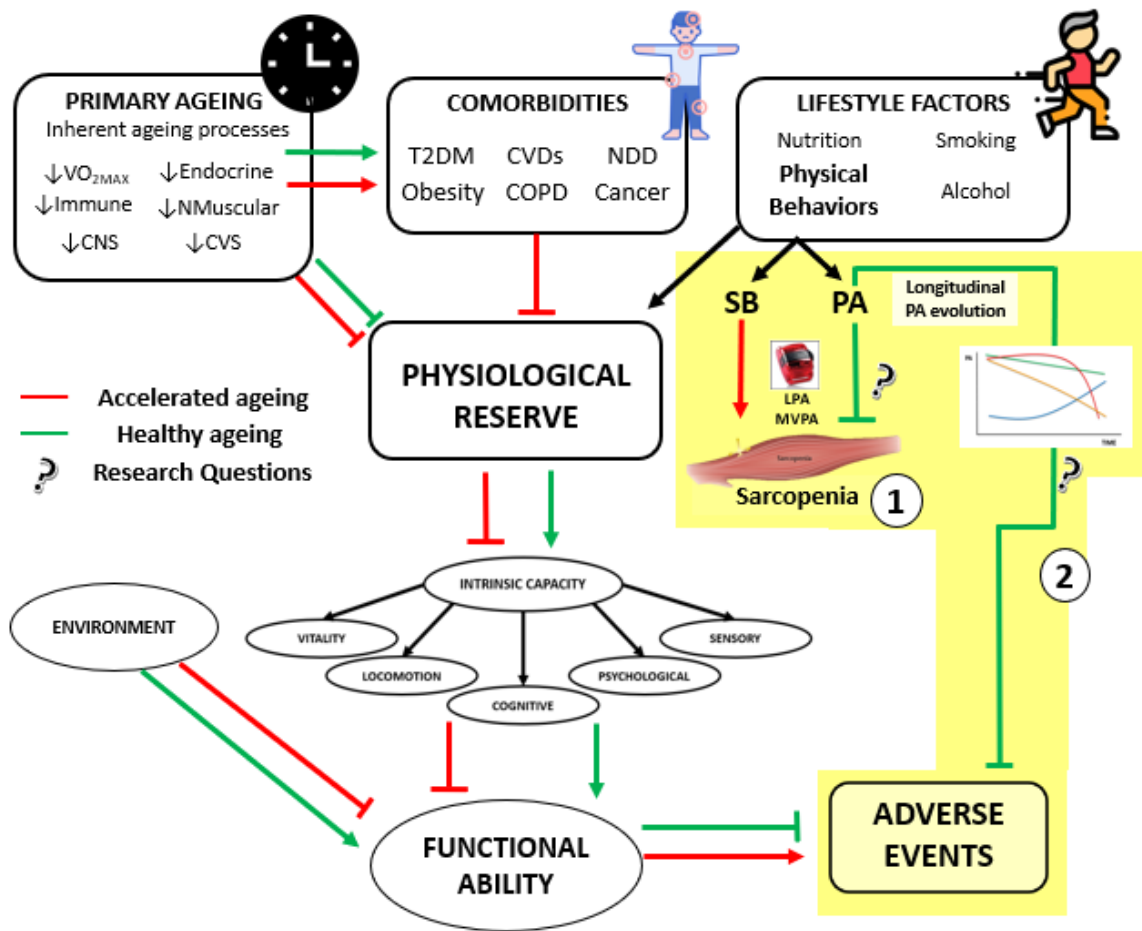 PRIMARY AGEING
Inherent ageing processes
↓VO2MAX ↓Endocrine
↓Immune ↓NMuscular
↓CNS ↓CVS
COMORBIDITIES
T2DM CVDs NDD
Obesity COPD Cancer
LIFESTYLE FACTORS
Nutrition Smoking
Physical
Behaviors
Alcohol
SB PA
Longitudinal
PA evolution
PHYSIOLOGICAL
RESERVE
LPA
MVPA
?
PA
TIME
Accelerated ageing
Healthy ageing
? Research Questions
Sarcopenia
Sarcopenia 1
?
2
INTRINSIC CAPACITY
ENVIRONMENT
VITALITY
SENSORY
LOCOMOTION
PSYCHOLOGICAL
COGNITIVE
FUNCTIONAL
ABILITY
ADVERSE
EVENTS